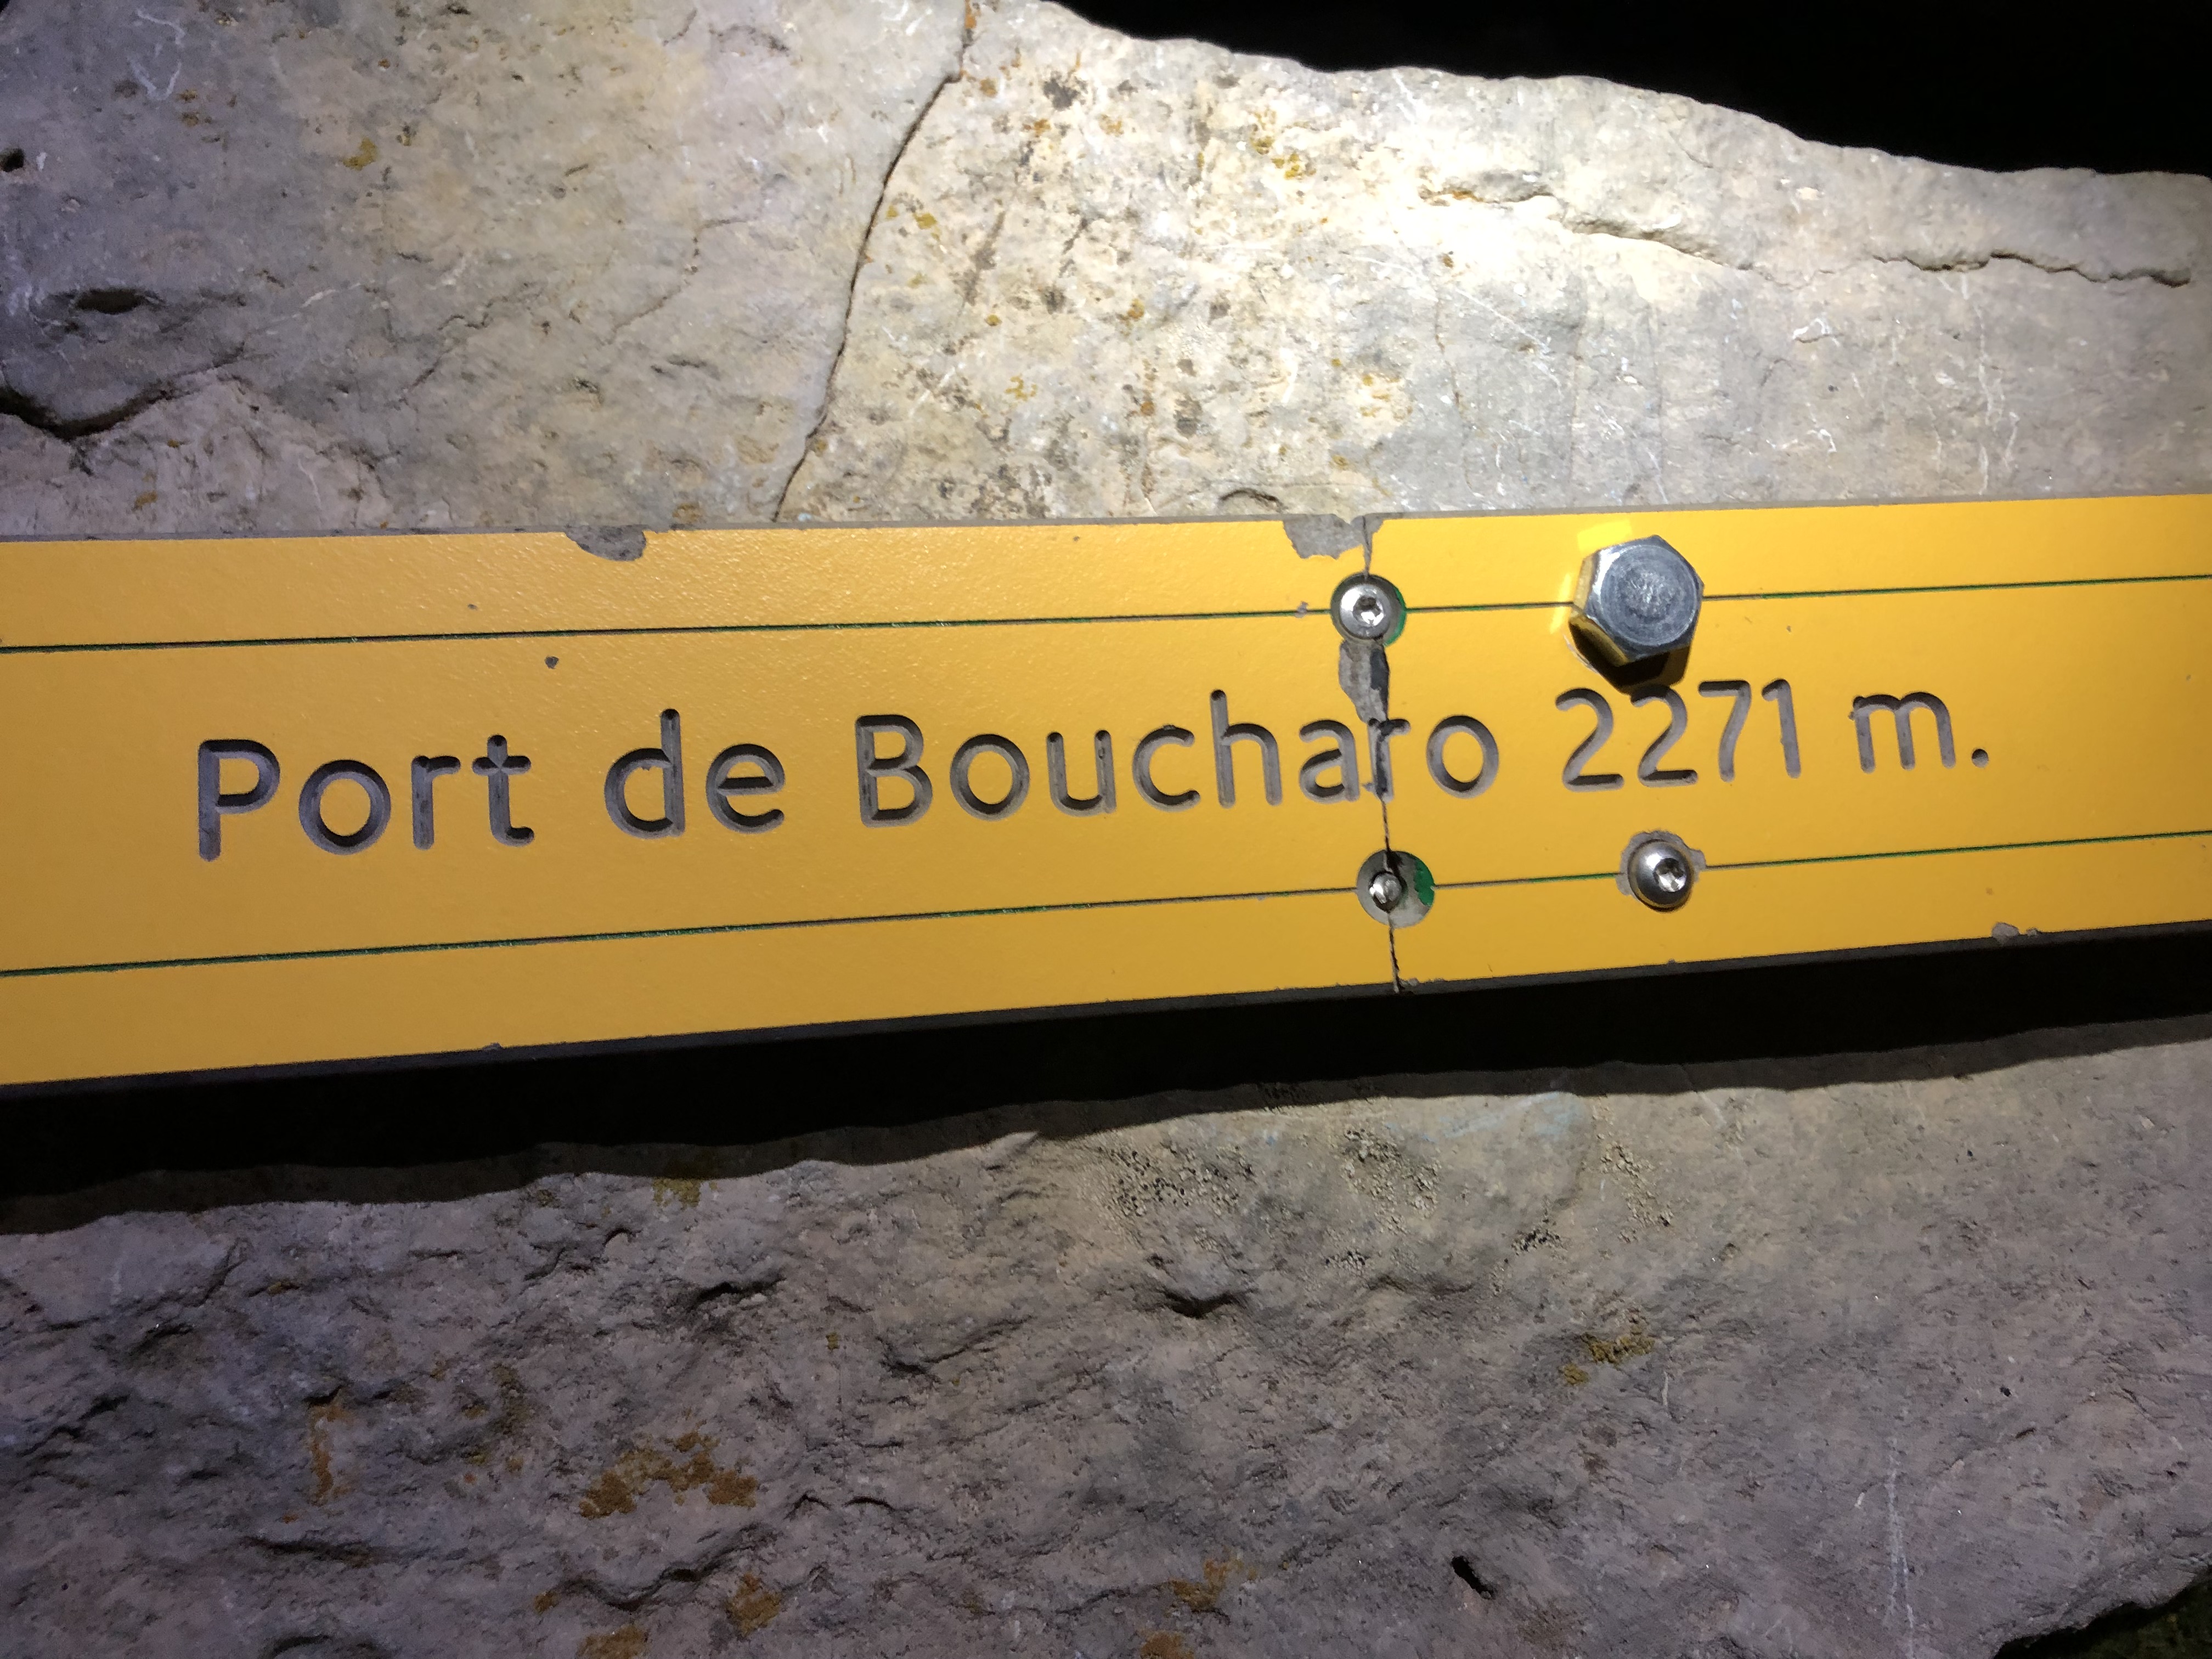 Port de Boucharo 2271 m.